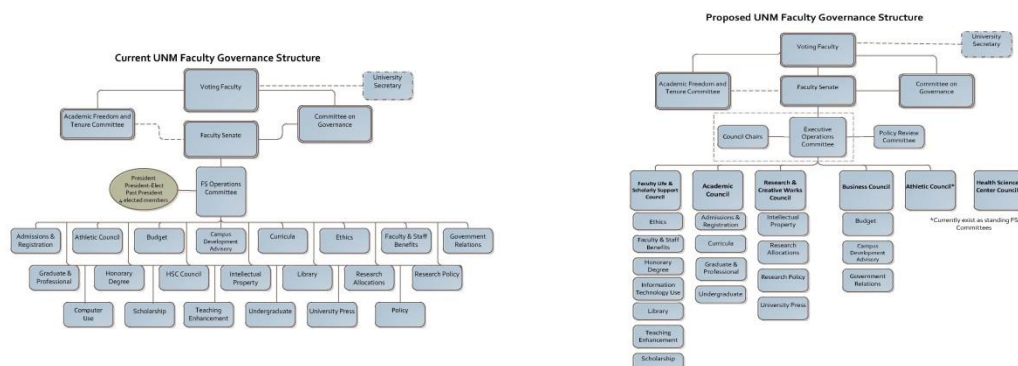 Current UNM Faculty Governance Structure
Voting Faculty
University
Secretary
Academic Freedom and
Tenure Committee
Committee on
Governance
Faculty Senate
President
President-Elect
Past President
4 elected members
FS Operations
Committee
Admissions &
Registration
Athletic Council
Budget
Campus
Development
Advisory
Curricula
Ethics
Faculty & Staff
Benefits
Government
Relations
Graduate &
Professional
Honorary
Degree
HSC Council
Intellectual
Property
Library
Research
Allocations
Research Policy
Computer
Use
Scholarship
Teaching
Enhancement
Undergraduate
University Press
Policy
Proposed UNM Faculty Governance Structure
Voting Faculty
University
Secretary
Academic Freedom and
Tenure Committee
Faculty Senate
Committee on
Governance
Council Chairs
Executive
Operations
Committee
Policy Review
Committee
Faculty Life &
Scholarly Support
Council
Academic
Council
Research &
Creative Works
Council
Business Council
Athletic Council*
Health Science
Center Council
*Currently exist as standing FS
Committees
Ethics
Faculty & Staff
Benefits
Honorary
Degree
Information
Technology Use
Library
Teaching
Enhancement
Scholarship
Admissions &
Registration
Curricula
Graduate &
Professional
Undergraduate
Intellectual
Property
Research
Allocations
Research Policy
University Press
Budget
Campus
Development
Advisory
Government
Relations